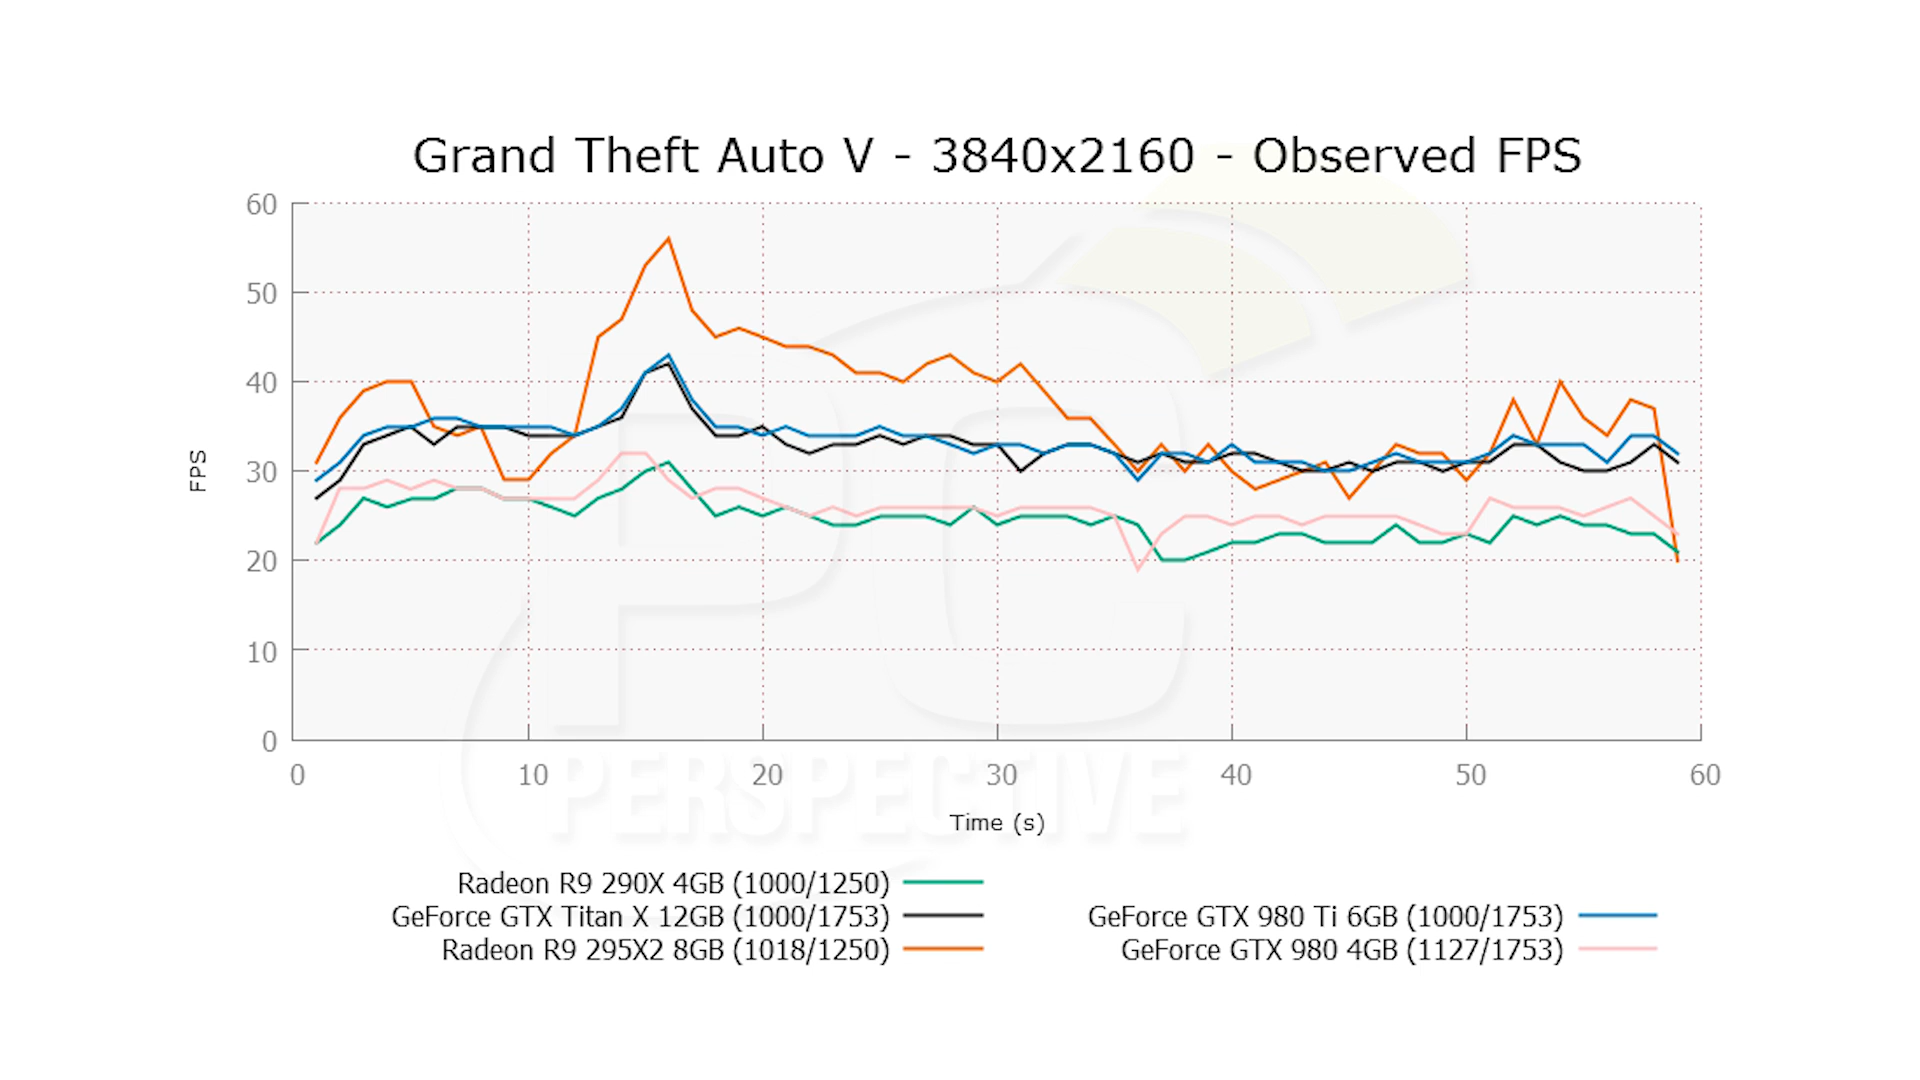 Grand Theft Auto V - 3840x2160 - Observed FPS
60
50
40
30
20
10
0
FPS
0 10 20 30 40 50 60
Time (s)
PC
PERSPECTIVE
Radeon R9 290X 4GB (1000/1250)
GeForce GTX Titan X 12GB (1000/1753)
Radeon R9 295X2 8GB (1018/1250)
GeForce GTX 980 Ti 6GB (1000/1753)
GeForce GTX 980 4GB (1127/1753)